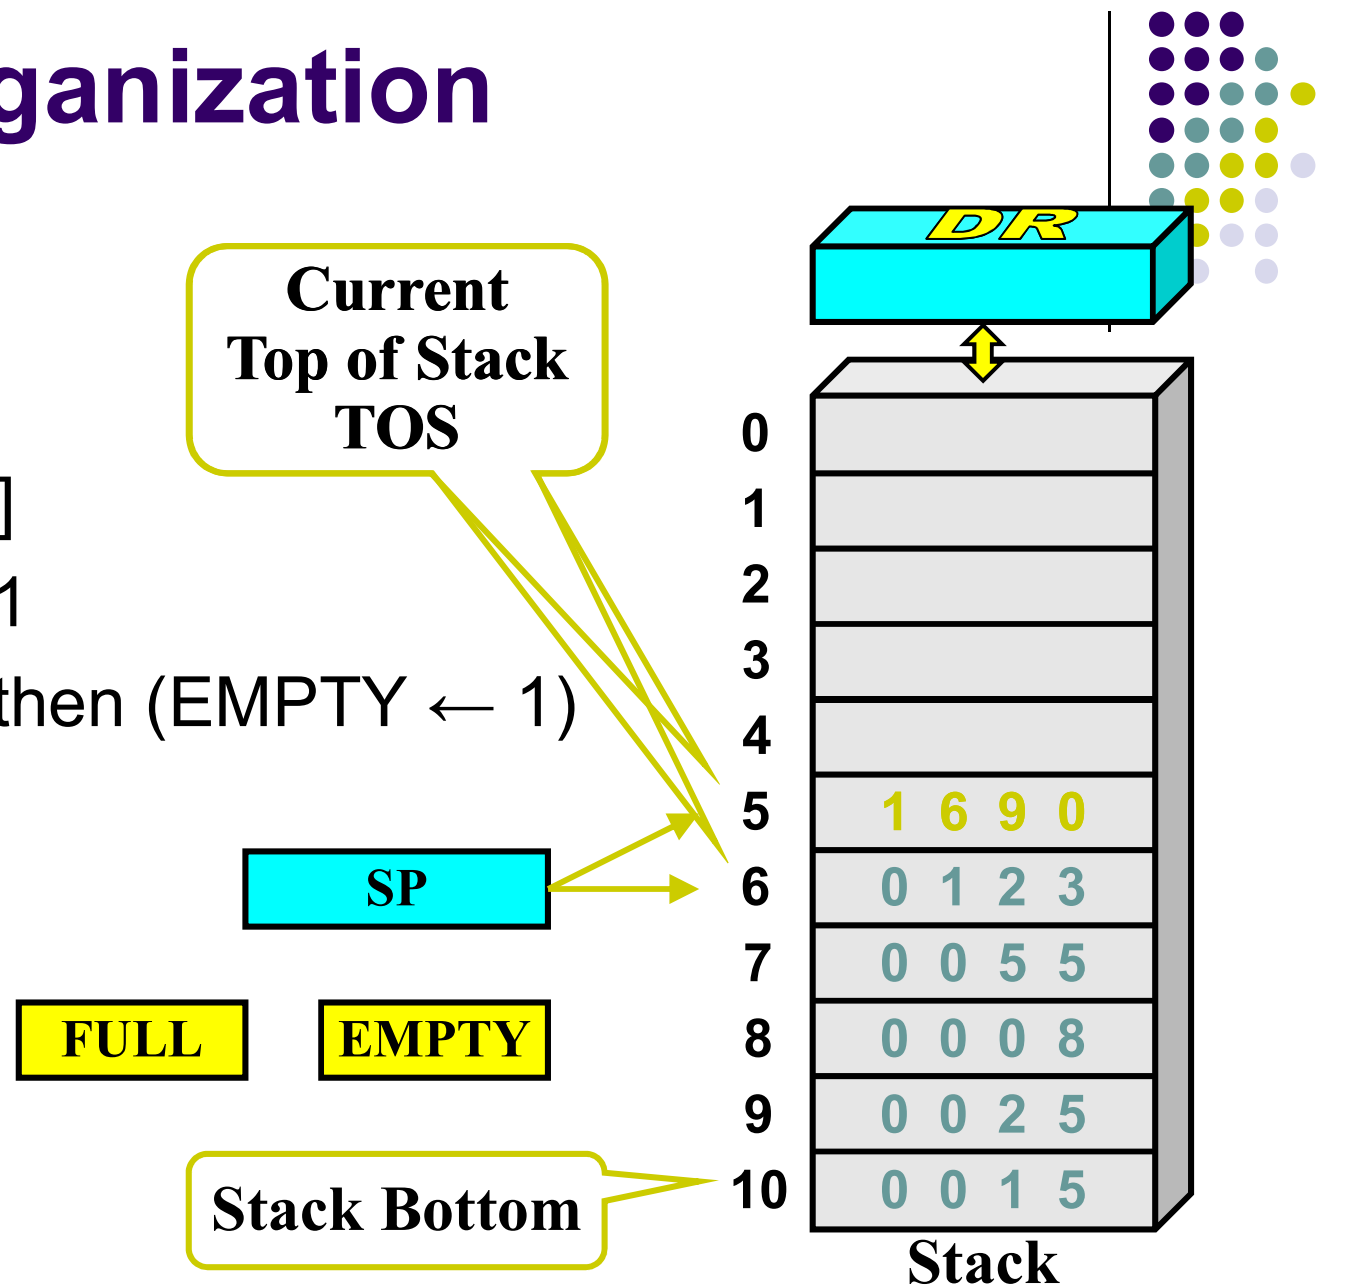 ganization
DR
Current
Top of Stack
TOS
]
1
then (EMPTY ← 1)
SP
FULL
EMPTY
Stack Bottom
0
1
2
3
4
5 1 6 9 0
6 0 1 2 3
7 0 0 5 5
8 0 0 0 8
9 0 0 2 5
10 0 0 1 5
Stack